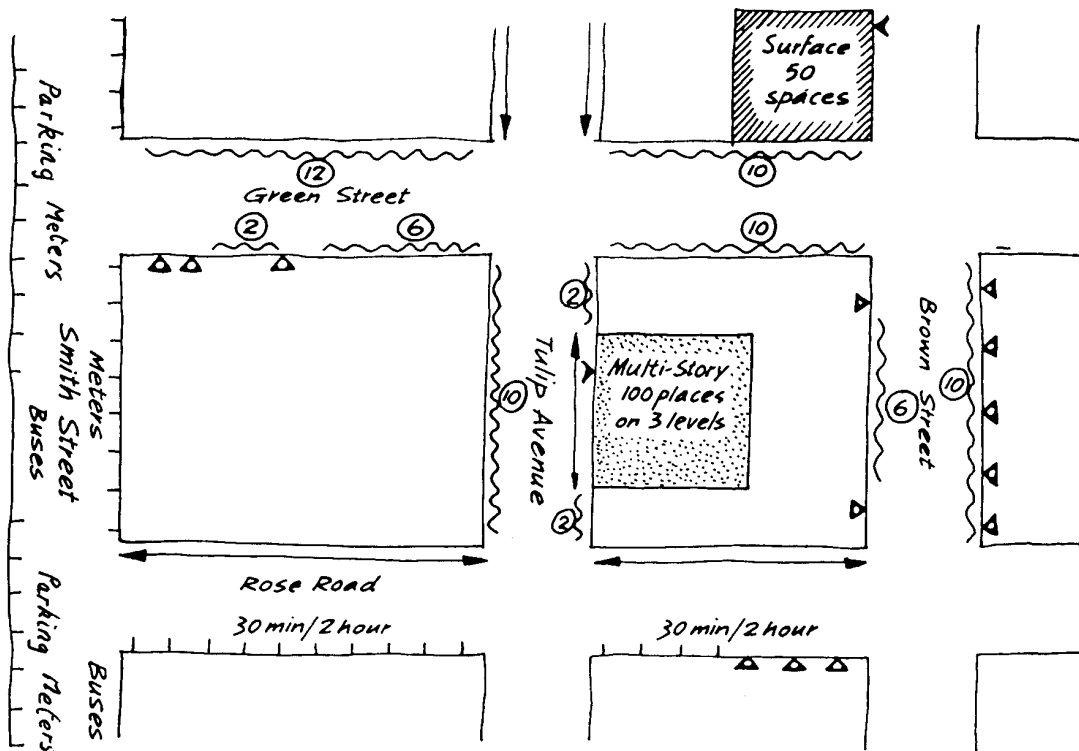 Surface
50
spaces
Parking Meters
12
10
Green Street
2
6
10
2
Meters
Smith Street
Buses
10
Tulip Avenue
Multi-Story
100 places
on 3 levels
6
Brown Street
10
2
Rose Road
30 min/2 hour
30 min/2 hour
Parking Meters
Buses